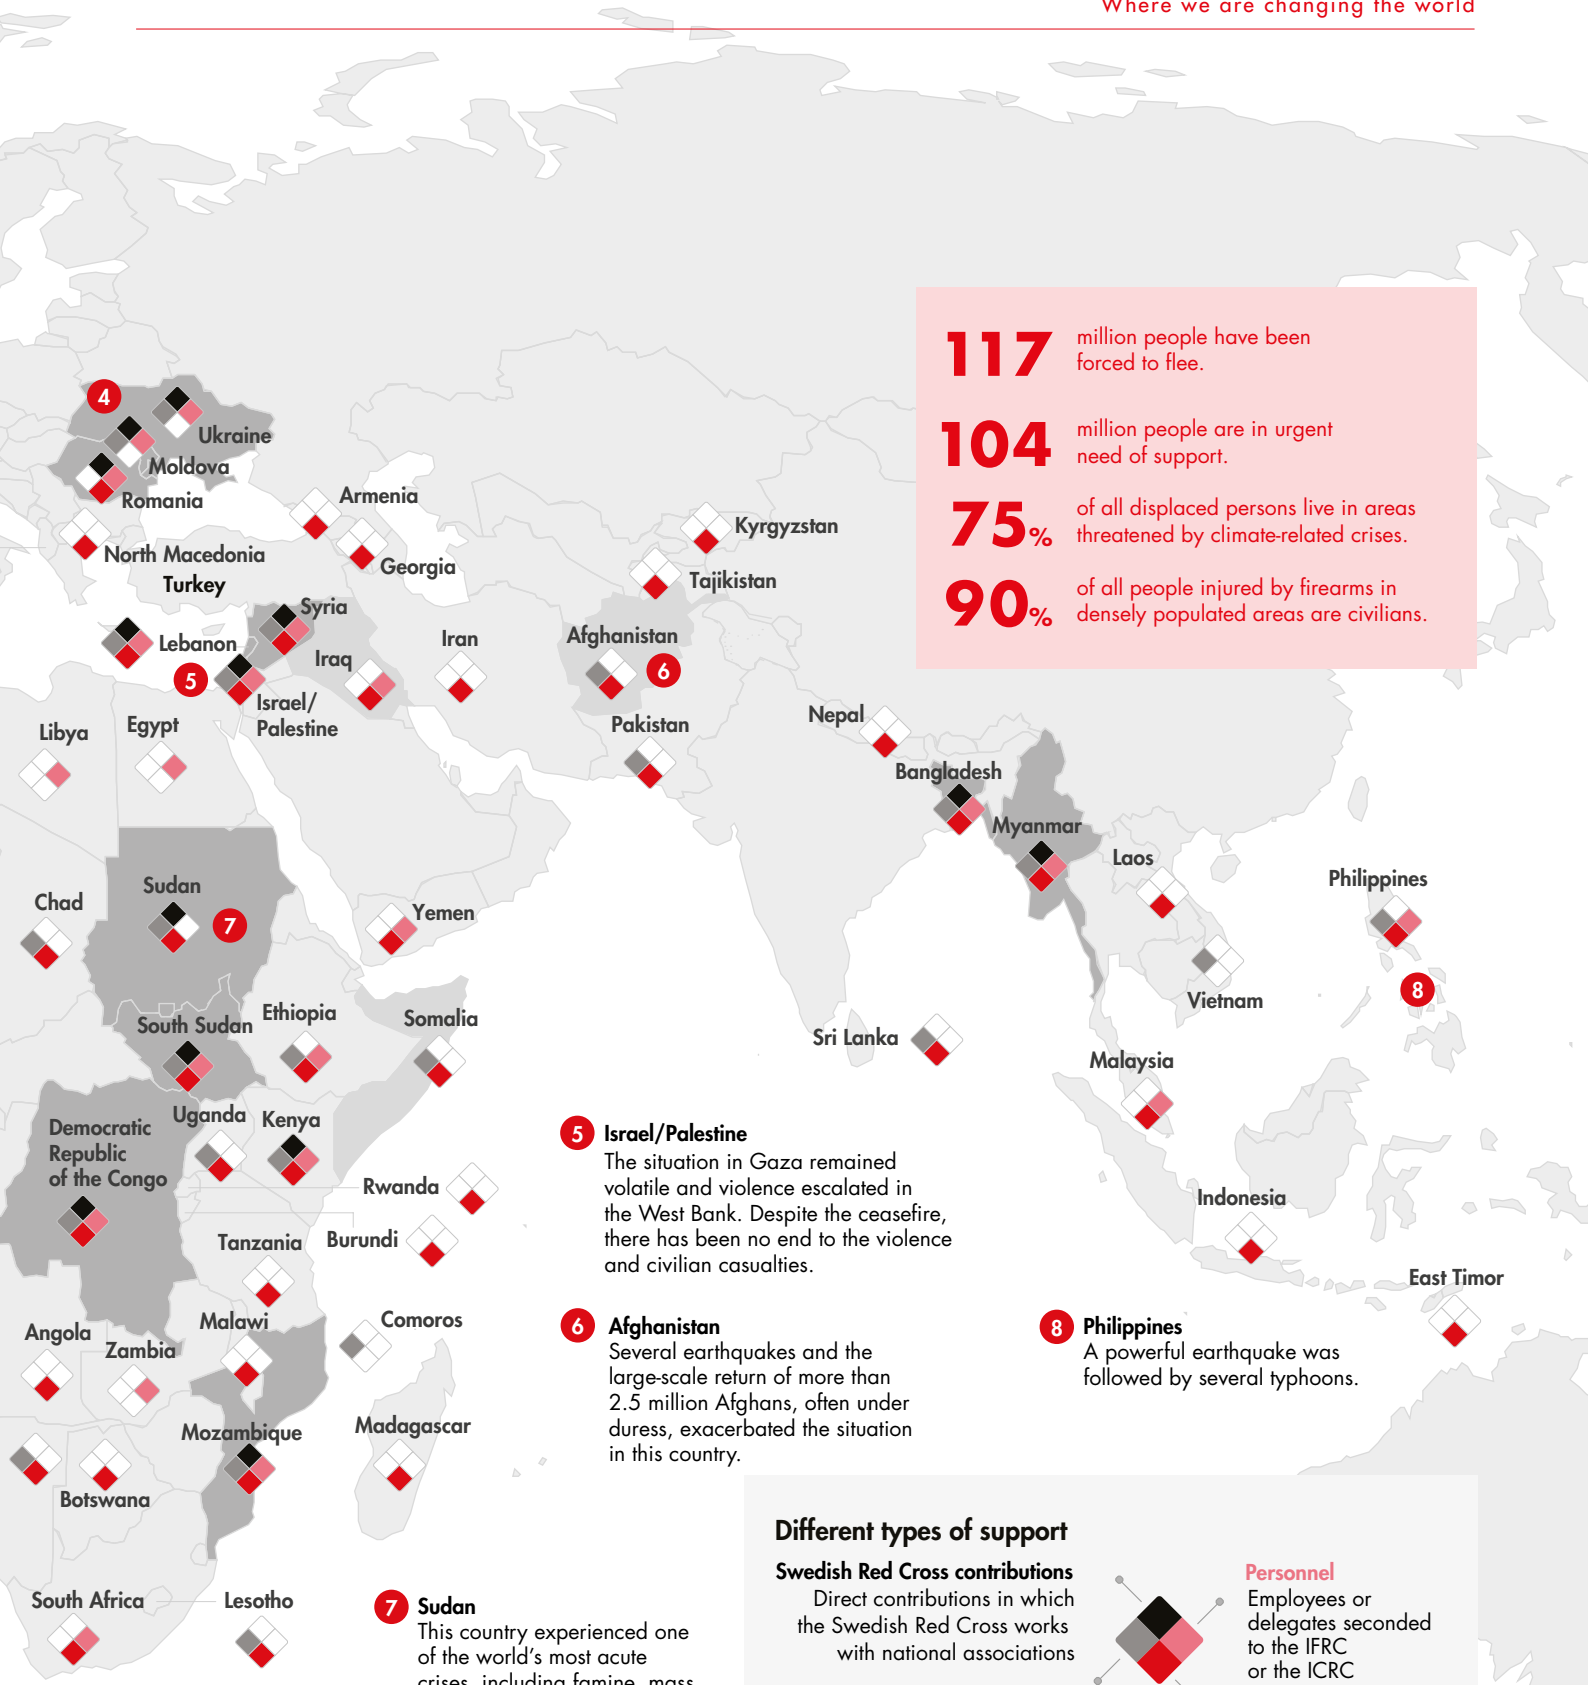 Where we are changing the world
117 million people have been
forced to flee.
104 million people are in urgent
need of support.
75% of all displaced persons live in areas
threatened by climate-related crises.
90% of all people injured by firearms in
densely populated areas are civilians.
4
Ukraine
Moldova
Romania
Armenia
Kyrgyzstan
North Macedonia
Georgia
Turkey
Tajikistan
Syria
Lebanon
Iran
Afghanistan
Iraq
5
6
Israel/
Palestine
Libya
Egypt
Pakistan
Nepal
Bangladesh
Myanmar
Laos
Philippines
Chad
Sudan
7
Yemen
8
Vietnam
Ethiopia
Somalia
South Sudan
Sri Lanka
Malaysia
Uganda
Kenya
Democratic
Republic
of the Congo
Rwanda
Indonesia
Tanzania
Burundi
East Timor
Malawi
Comoros
Angola
Zambia
Mozambique
Madagascar
Botswana
South Africa
Lesotho
5 Israel/Palestine
The situation in Gaza remained
volatile and violence escalated in
the West Bank. Despite the ceasefire,
there has been no end to the violence
and civilian casualties.
6 Afghanistan
Several earthquakes and the
large-scale return of more than
2.5 million Afghans, often under
duress, exacerbated the situation
in this country.
8 Philippines
A powerful earthquake was
followed by several typhoons.
7 Sudan
This country experienced one
of the world's most acute
crises, including famine, mass
Different types of support
Swedish Red Cross contributions
Direct contributions in which
the Swedish Red Cross works
with national associations
Personnel
Employees or
delegates seconded
to the IFRC
or the ICRC